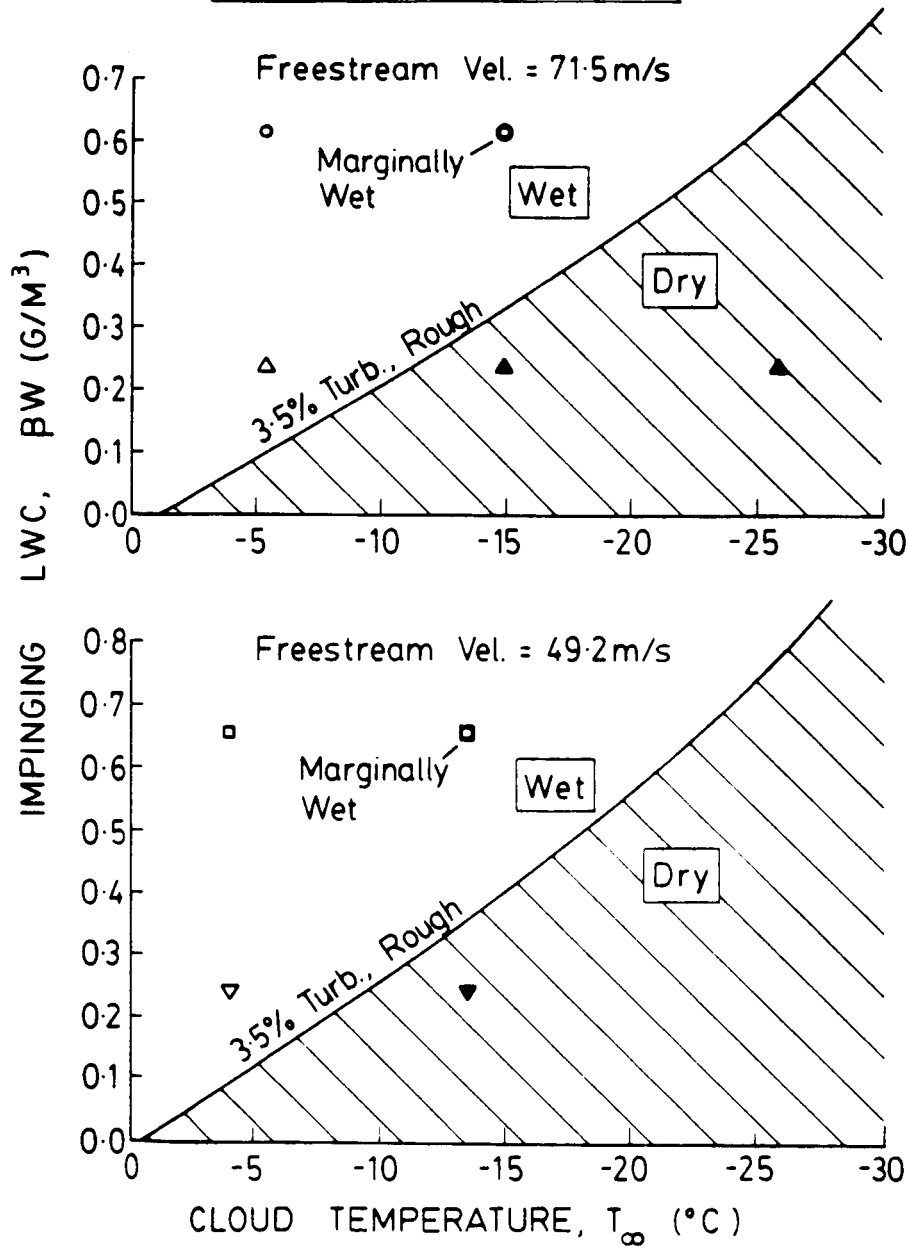 Freestream Vel. = 71·5m/s
0·7
0·6
0·5
0·4
0·3
0·2
0·1
0·0
Marginally
Wet
Wet
Dry
3·5% Turb., Rough
0
-5
-10
-15
-20
-25
-30
IMPINGING LWC, βW (G/M³)
Freestream Vel. = 49·2m/s
0·8
0·7
0·6
0·5
0·4
0·3
0·2
0·1
0·0
Marginally
Wet
Wet
Dry
3·5% Turb., Rough
0
-5
-10
-15
-20
-25
-30
CLOUD TEMPERATURE, T∞ (°C)